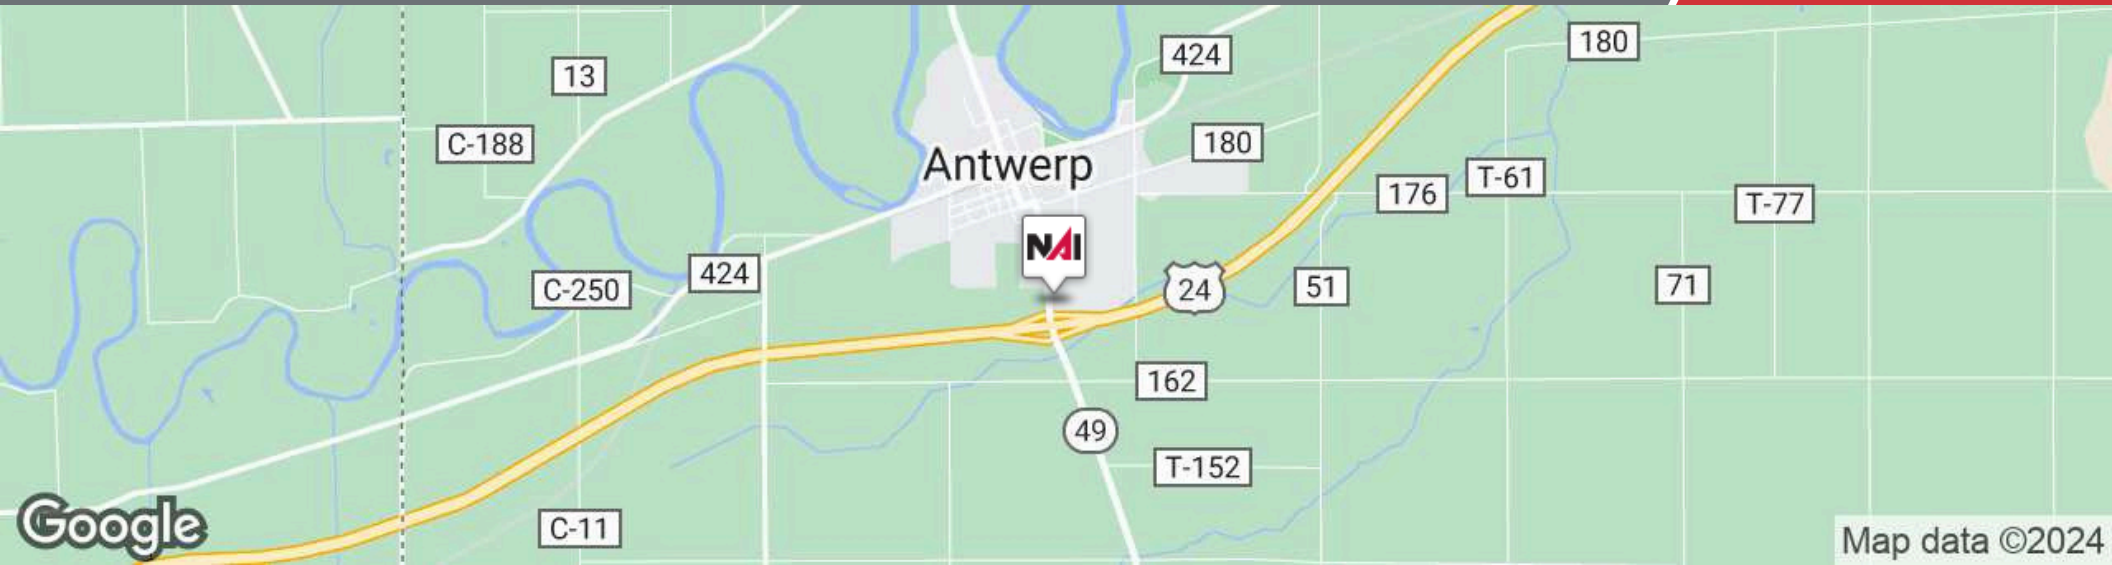 424
180
13
C-188
180
Antwerp
T-61
176
T-77
NAI
424
C-250
24
51
71
162
49
T-152
C-11
Google
Map data ©2024